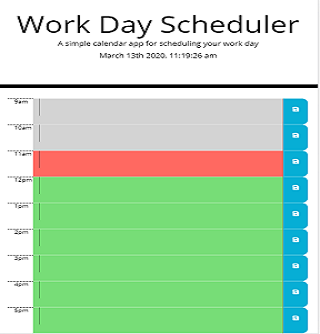 Work Day Scheduler
A simple calendar app for scheduling your work day
March 13th 2020, 11:19:26 am
9am
10am
11am
12pm
1pm
2pm
3pm
4pm
5pm